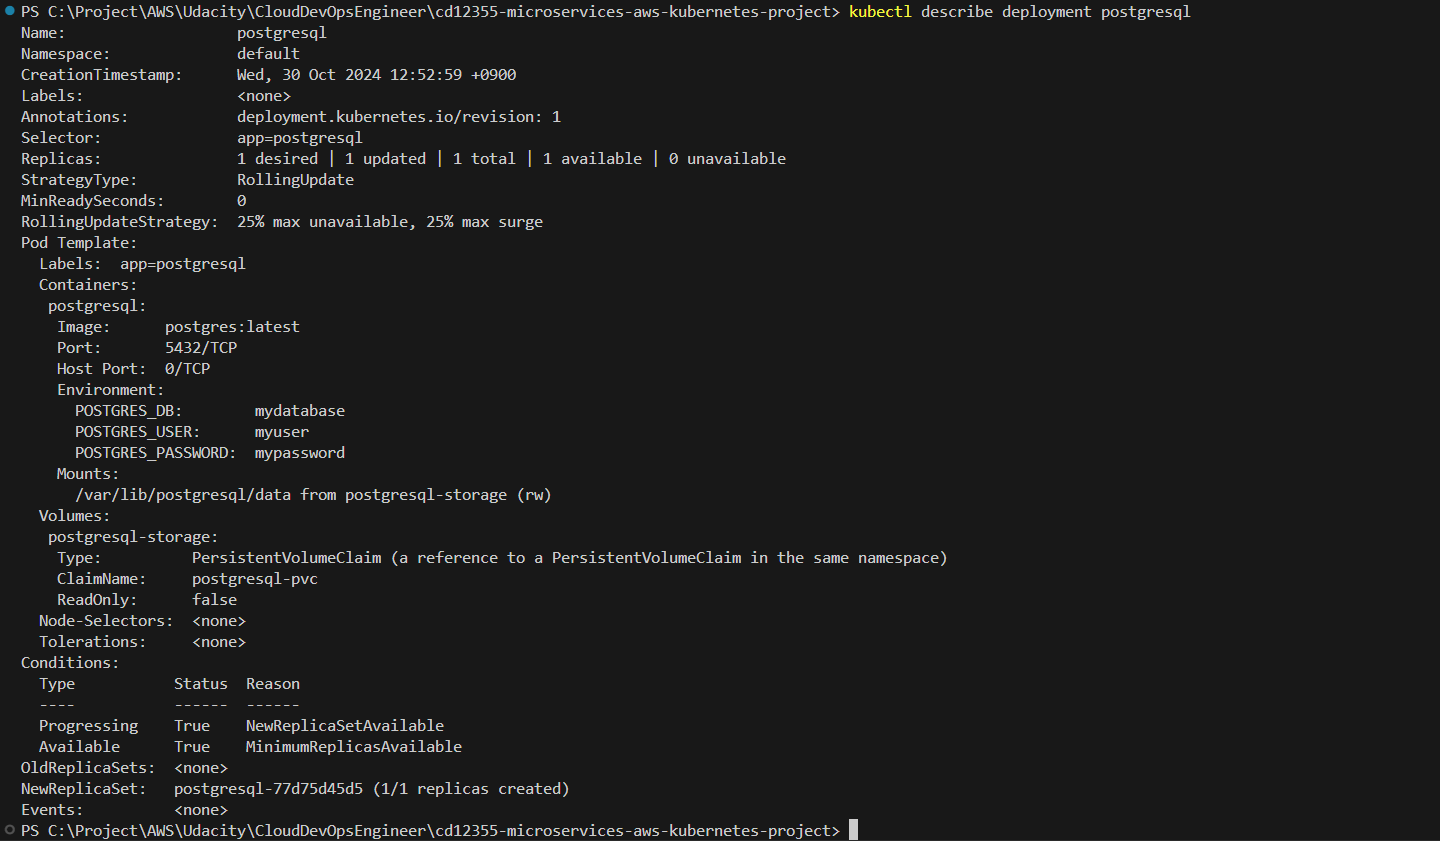 PS C:\Project\AWS\Udacity\CloudDevOpsEngineer\cd12355-microservices-aws-kubernetes-project> kubectl describe deployment postgresql
Name:                   postgresql
Namespace:              default
CreationTimestamp:      Wed, 30 Oct 2024 12:52:59 +0900
Labels:                 <none>
Annotations:            deployment.kubernetes.io/revision: 1
Selector:               app=postgresql
Replicas:               1 desired | 1 updated | 1 total | 1 available | 0 unavailable
StrategyType:           RollingUpdate
MinReadySeconds:        0
RollingUpdateStrategy:  25% max unavailable, 25% max surge
Pod Template:
  Labels:  app=postgresql
  Containers:
   postgresql:
    Image:      postgres:latest
    Port:       5432/TCP
    Host Port:  0/TCP
    Environment:
      POSTGRES_DB:        mydatabase
      POSTGRES_USER:      myuser
      POSTGRES_PASSWORD:  mypassword
    Mounts:
      /var/lib/postgresql/data from postgresql-storage (rw)
  Volumes:
   postgresql-storage:
    Type:          PersistentVolumeClaim (a reference to a PersistentVolumeClaim in the same namespace)
    ClaimName:     postgresql-pvc
    ReadOnly:      false
  Node-Selectors:  <none>
  Tolerations:     <none>
Conditions:
  Type           Status  Reason
  ----           ------  ------
  Progressing    True    NewReplicaSetAvailable
  Available      True    MinimumReplicasAvailable
OldReplicaSets:  <none>
NewReplicaSet:   postgresql-77d75d45d5 (1/1 replicas created)
Events:          <none>
PS C:\Project\AWS\Udacity\CloudDevOpsEngineer\cd12355-microservices-aws-kubernetes-project>